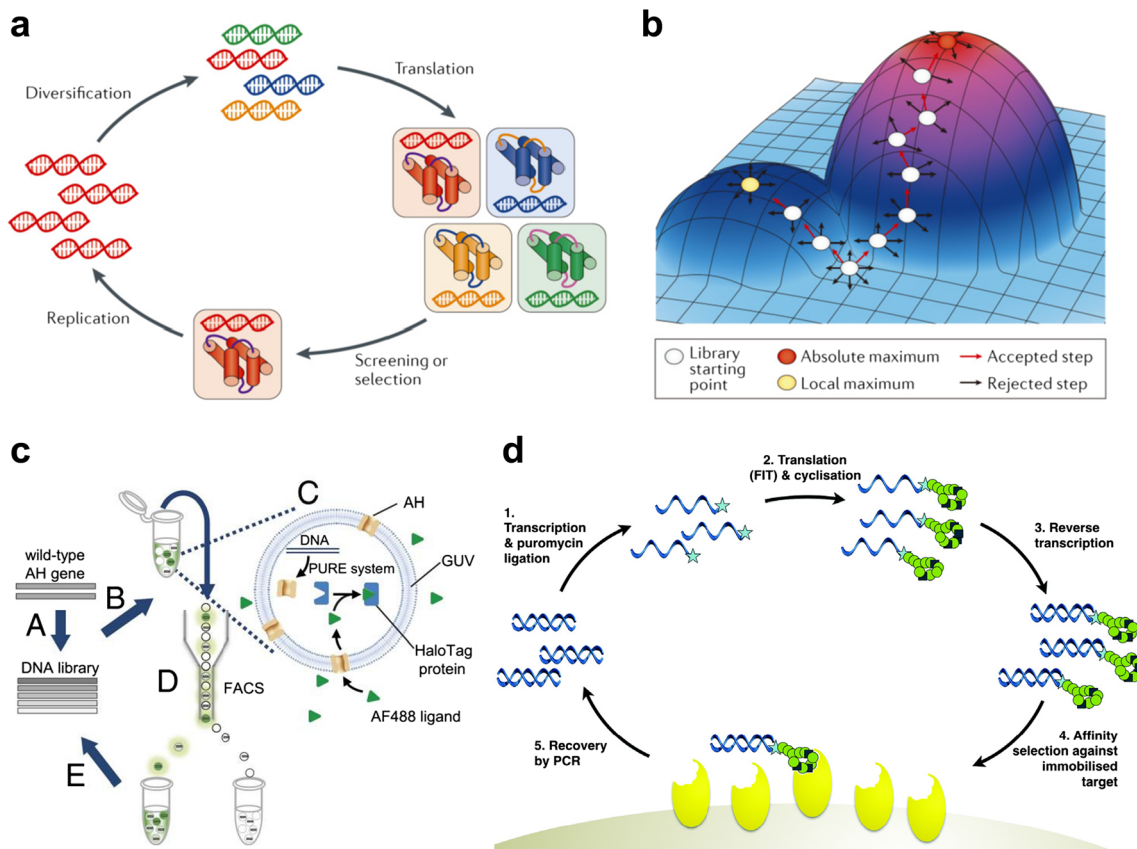 a
Diversification
Translation
Replication
Screening or
selection
b
Library
starting
point
Absolute maximum
Local maximum
Accepted step
Rejected step
c
wild-type
AH gene
A
DNA library
B
C
DNA
PURE system
AH
GUV
HaloTag
protein
AF488 ligand
D
FACS
E
d
1.
Transcription
& puromycin
ligation
2. Translation
(FIT) & cyclisation
3. Reverse
transcription
4. Affinity
selection against
immobilised
target
5. Recovery
by PCR